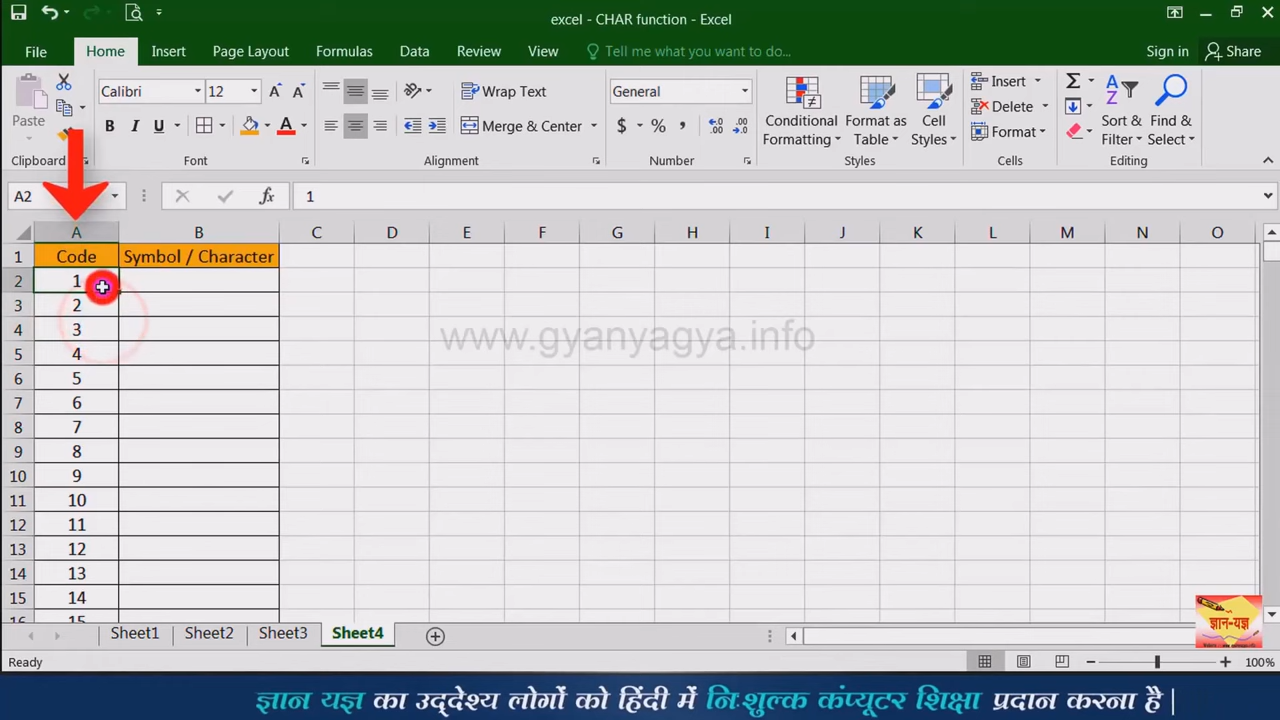 excel - CHAR function - Excel
File Home Insert Page Layout Formulas Data Review View Tell me what you want to do... Sign in Share
Paste Calibri 12 Wrap Text General Conditional Formatting Format as Table Cell Styles Insert Σ Sort & Filter Find & Select
B I U A Merge & Center $ % , Delete
Format
Clipboard Font Alignment Number Styles Cells Editing
A2 fx 1
A B C D E F G H I J K L M N O
1 Code Symbol / Character
2 1
3 2
4 3
www.gyanyagya.info
5 4
6 5
7 6
8 7
9 8
10 9
11 10
12 11
13 12
14 13
15 14
16 15
ज्ञान-यज्ञ
Sheet1 Sheet2 Sheet3 Sheet4
Ready 100%
ज्ञान यज्ञ का उद्देश्य लोगों को हिंदी में निःशुल्क कंप्यूटर शिक्षा प्रदान करना है |